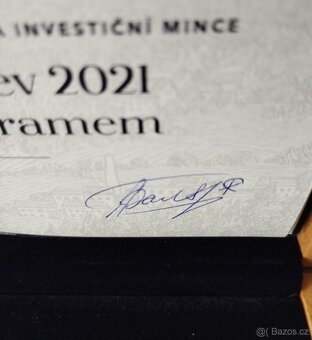 A INVESTIČNÍ MINCE
ev 2021
ramem
© Bazos.cz